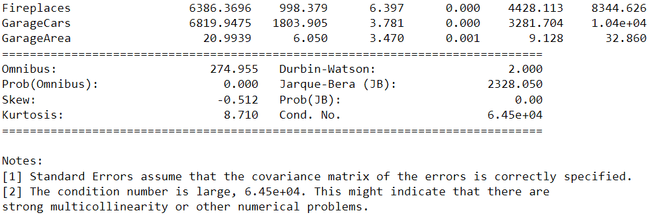 Fireplaces 6386.3696 998.379 6.397 0.000 4428.113 8344.626
GarageCars 6819.9475 1803.905 3.781 0.000 3281.704 1.04e+04
GarageArea 20.9939 6.050 3.470 0.001 9.128 32.860
==============================================================================
Omnibus: 274.955 Durbin-Watson: 2.000
Prob(Omnibus): 0.000 Jarque-Bera (JB): 2328.050
Skew: -0.512 Prob(JB): 0.00
Kurtosis: 8.710 Cond. No. 6.45e+04
==============================================================================
Notes:
[1] Standard Errors assume that the covariance matrix of the errors is correctly specified.
[2] The condition number is large, 6.45e+04. This might indicate that there are
strong multicollinearity or other numerical problems.